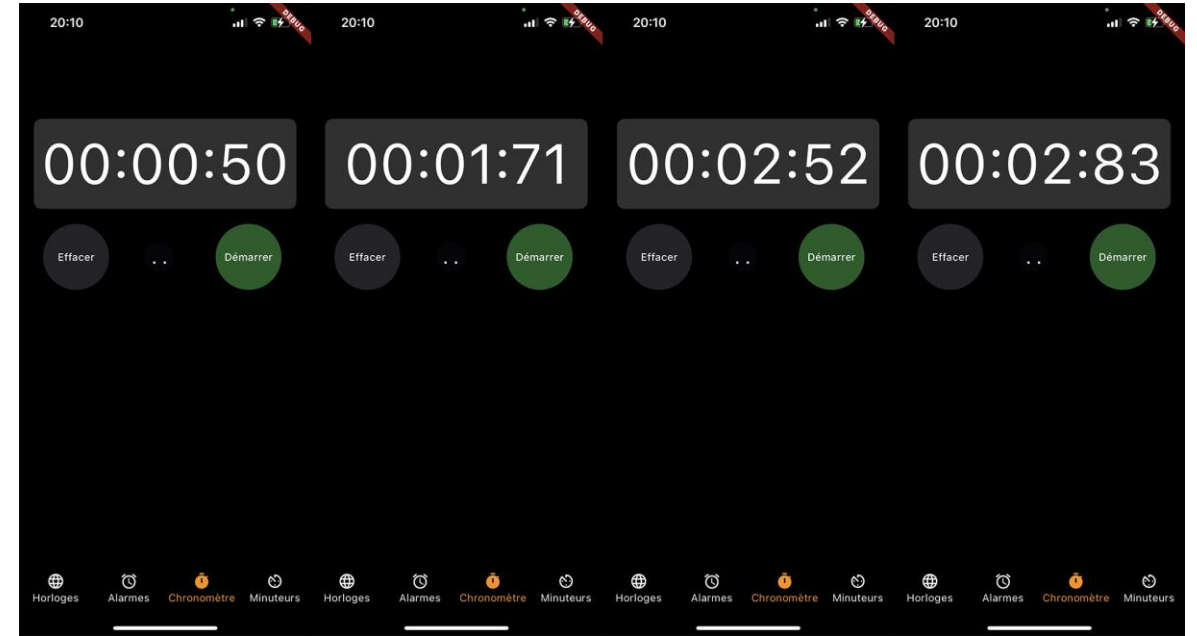 20:10
DEBUG
00:00:50
Effacer
. .
Démarrer
Horloges
Alarmes
Chronomètre
Minuteurs
20:10
DEBUG
00:01:71
Effacer
. .
Démarrer
Horloges
Alarmes
Chronomètre
Minuteurs
20:10
DEBUG
00:02:52
Effacer
. .
Démarrer
Horloges
Alarmes
Chronomètre
Minuteurs
20:10
DEBUG
00:02:83
Effacer
. .
Démarrer
Horloges
Alarmes
Chronomètre
Minuteurs